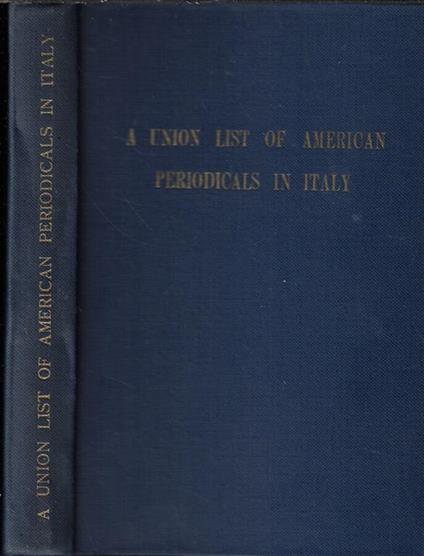 A UNION LIST OF AMERICAN PERIODICALS IN ITALY
A UNION LIST OF AMERICAN
PERIODICALS IN ITALY